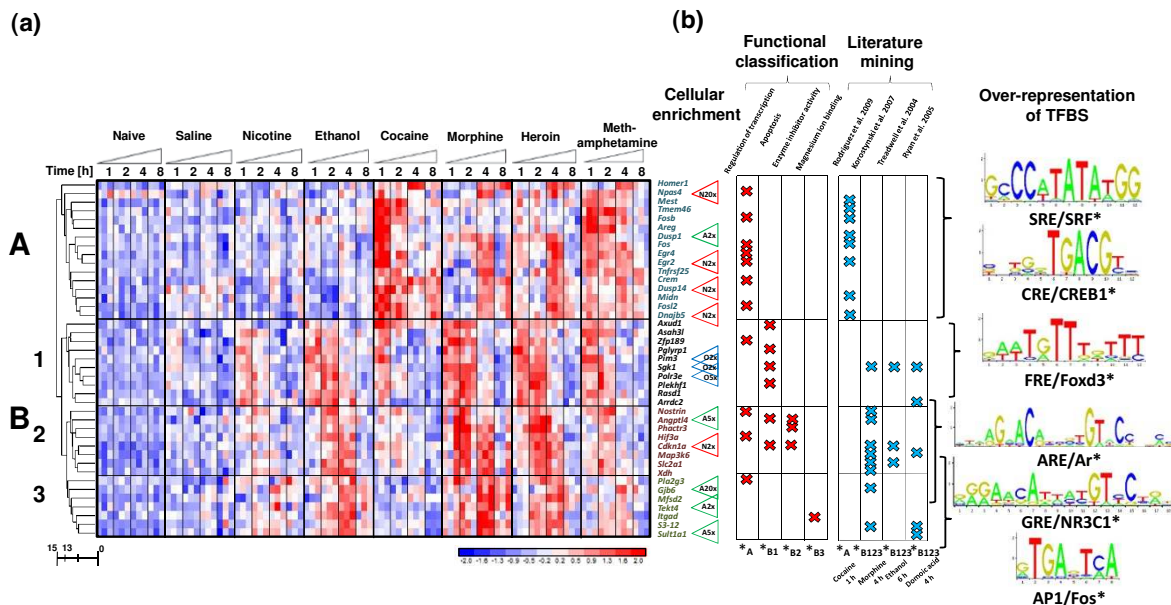 (a)
(b)
Functional classification
Literature mining
Cellular enrichment
Over-representation of TFBS
Regulation of transcription
Apoptosis
Enzyme inhibitor activity
Magnesium ion binding
Rodrigues et al. 2009
Korostynski et al. 2007
Treadwell et al. 2004
Ryan et al. 2005
Naive Saline Nicotine Ethanol Cocaine Morphine Heroin Meth-amphetamine
Time [h] 1 2 4 8 1 2 4 8 1 2 4 8 1 2 4 8 1 2 4 8 1 2 4 8 1 2 4 8 1 2 4 8
A
1
B
2
3
Homer1
Npas4
Mest
Tmem46
Fosb
Areg
Dusp1
Fos
Egr4
Egr2
Tnfrsf25
Crem
Dusp14
Midn
Fosl2
Dnajb5
Axud1
Asah3l
Zfp189
Pglyrp1
Pim3
Sgk1
Polr3e
Plekhf1
Rasd1
Arrdc2
Nostrin
Angptl4
Phactr3
Hif3a
Cdkn1a
Map3k6
Slc2a1
Xdh
Pla2g3
Gjb6
Mfsd2
Tekt4
Itgad
S3-12
Sult1a1
N20x
A2x
N2x
N2x
N2x
O2x
O2x
O5x
A5x
N2x
A20x
A2x
A5x
*A *B1 *B2 *B3 *A *B123 *B123 *B123
Cocaine 1 h
Morphine 4 h
Ethanol 6 h
Domoic acid 4 h
15 13 0
-2.0 -1.6 -1.3 -0.9 -0.5 -0.2 0.2 0.6 0.9 1.3 1.6 2.0
SRE/SRF*
CRE/CREB1*
FRE/Foxd3*
ARE/Ar*
GRE/NR3C1*
AP1/Fos*